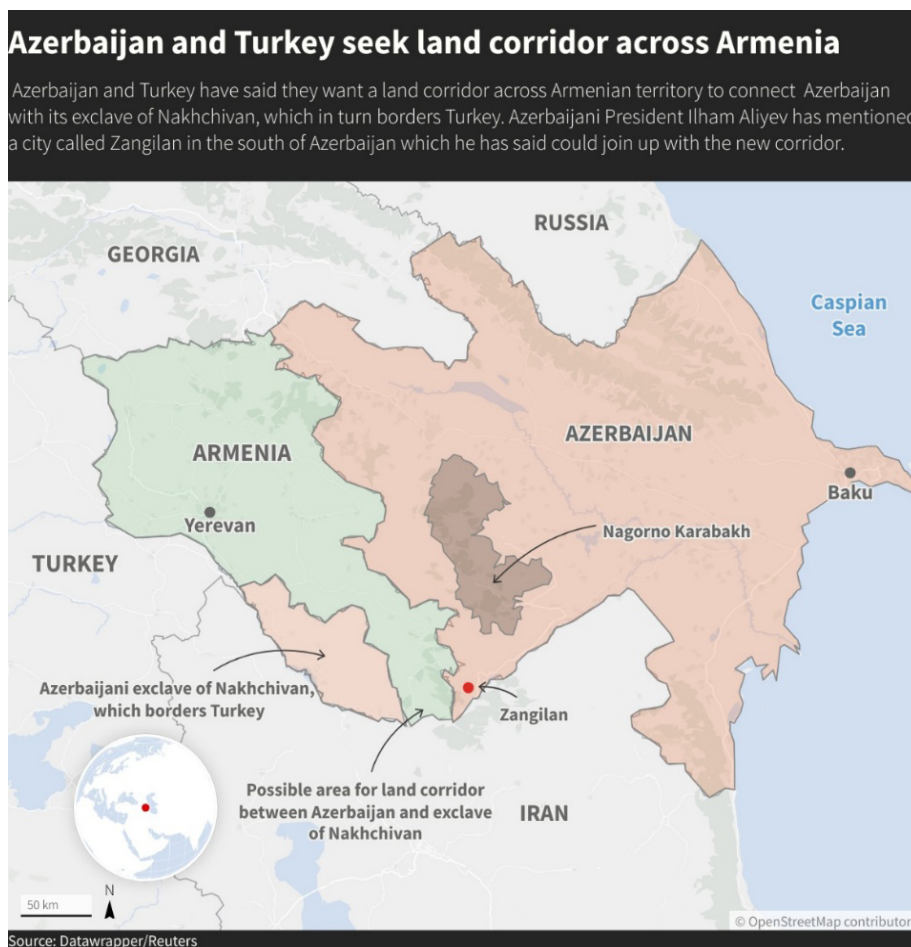 Azerbaijan and Turkey seek land corridor across Armenia
Azerbaijan and Turkey have said they want a land corridor across Armenian territory to connect Azerbaijan
with its exclave of Nakhchivan, which in turn borders Turkey. Azerbaijani President Ilham Aliyev has mentioned
a city called Zangilan in the south of Azerbaijan which he has said could join up with the new corridor.
RUSSIA
GEORGIA
Caspian
Sea
AZERBAIJAN
ARMENIA
Baku
Yerevan
Nagorno Karabakh
TURKEY
Azerbaijani exclave of Nakhchivan,
which borders Turkey
Zangilan
Possible area for land corridor
between Azerbaijan and exclave
of Nakhchivan
IRAN
N
50 km
© OpenStreetMap contributor
Source: Datawrapper/Reuters